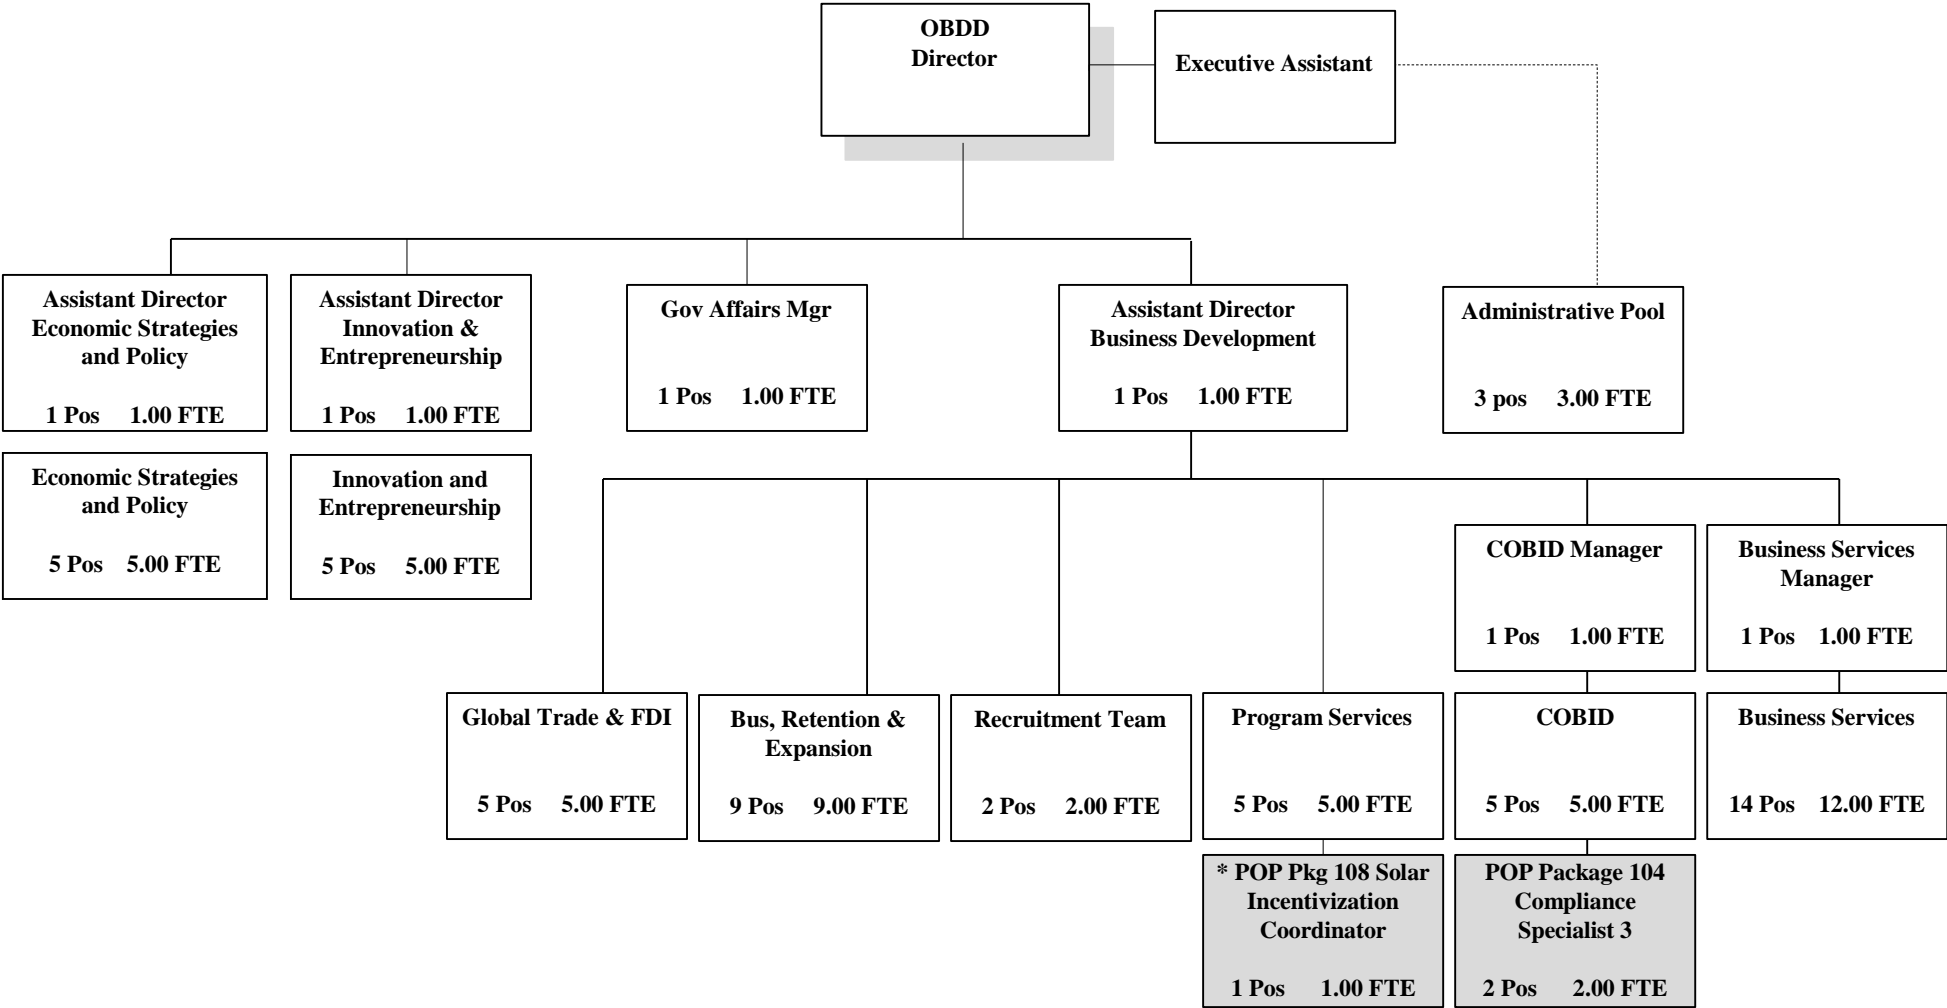 OBDD
Director
Executive Assistant
Assistant Director
Economic Strategies
and Policy
1 Pos 1.00 FTE
Assistant Director
Innovation &
Entrepreneurship
1 Pos 1.00 FTE
Gov Affairs Mgr
1 Pos 1.00 FTE
Assistant Director
Business Development
1 Pos 1.00 FTE
Administrative Pool
3 pos 3.00 FTE
Economic Strategies
and Policy
5 Pos 5.00 FTE
Innovation and
Entrepreneurship
5 Pos 5.00 FTE
COBID Manager
1 Pos 1.00 FTE
Business Services
Manager
1 Pos 1.00 FTE
Global Trade & FDI
5 Pos 5.00 FTE
Bus, Retention &
Expansion
9 Pos 9.00 FTE
Recruitment Team
2 Pos 2.00 FTE
Program Services
5 Pos 5.00 FTE
COBID
5 Pos 5.00 FTE
Business Services
14 Pos 12.00 FTE
* POP Pkg 108 Solar
Incentivization
Coordinator
1 Pos 1.00 FTE
POP Package 104
Compliance
Specialist 3
2 Pos 2.00 FTE